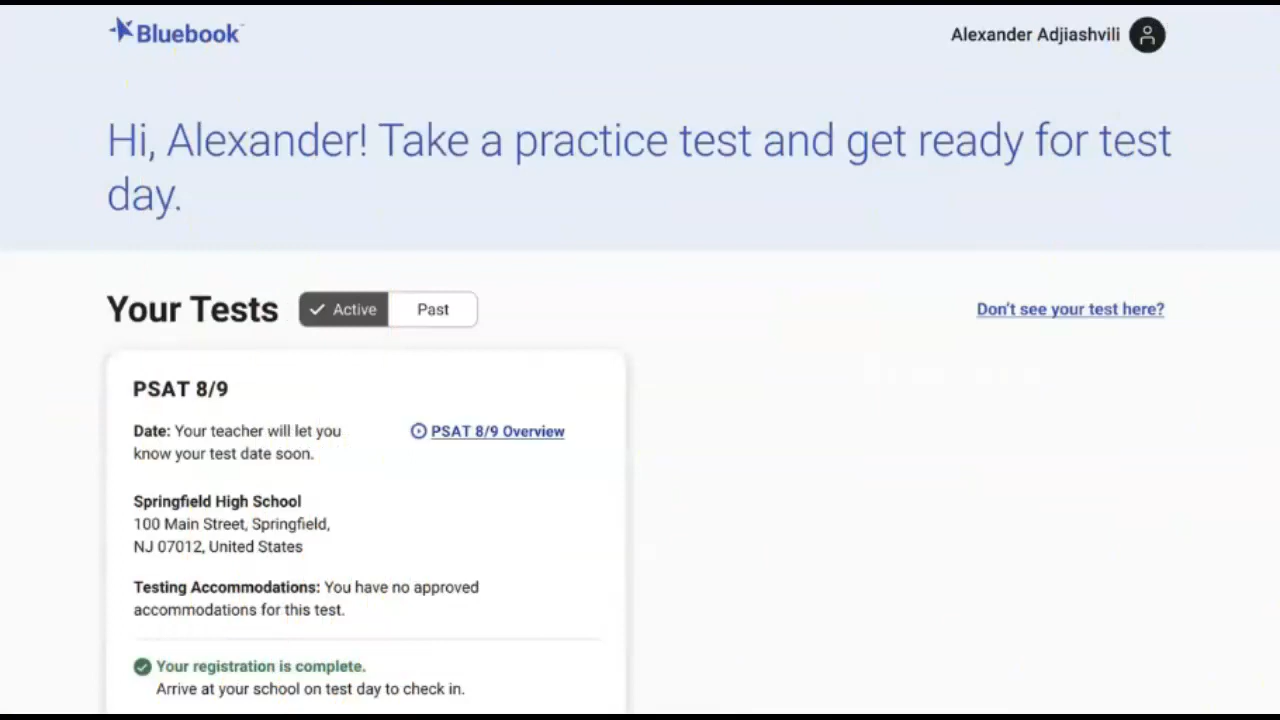 Bluebook
Alexander Adjiashvili
Hi, Alexander! Take a practice test and get ready for test
day.
Your Tests
Active
Past
Don't see your test here?
PSAT 8/9
Date: Your teacher will let you
know your test date soon.
PSAT 8/9 Overview
Springfield High School
100 Main Street, Springfield,
NJ 07012, United States
Testing Accommodations: You have no approved
accommodations for this test.
Your registration is complete.
Arrive at your school on test day to check in.